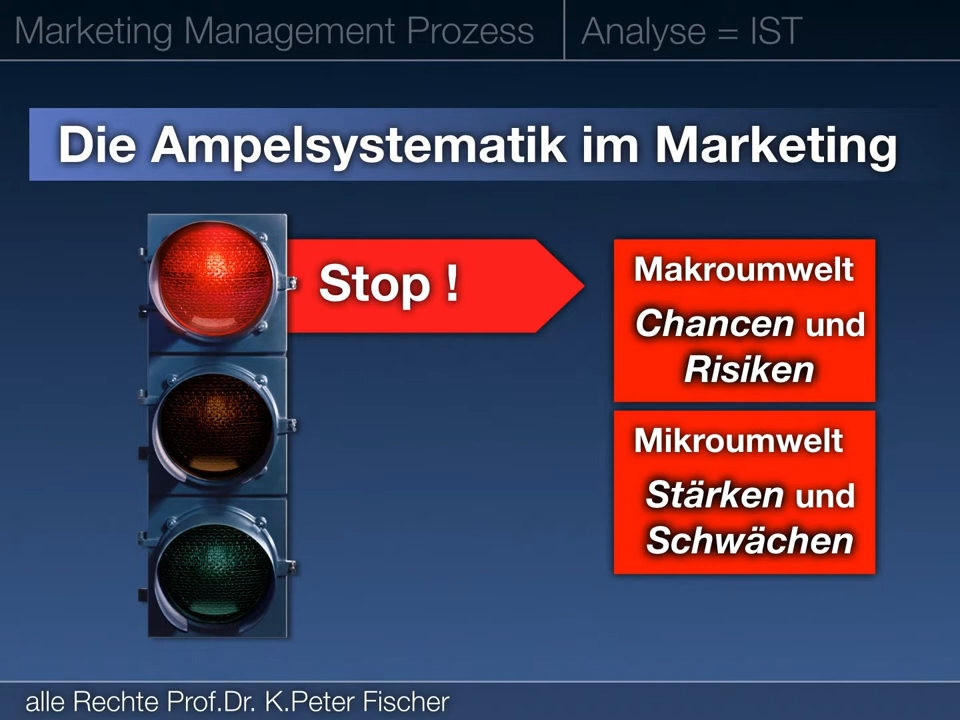 Marketing Management Prozess
Analyse = IST
Die Ampelsystematik im Marketing
Stop !
Makroumwelt
Chancen und
Risiken
Mikroumwelt
Stärken und
Schwächen
alle Rechte Prof.Dr. K.Peter Fischer